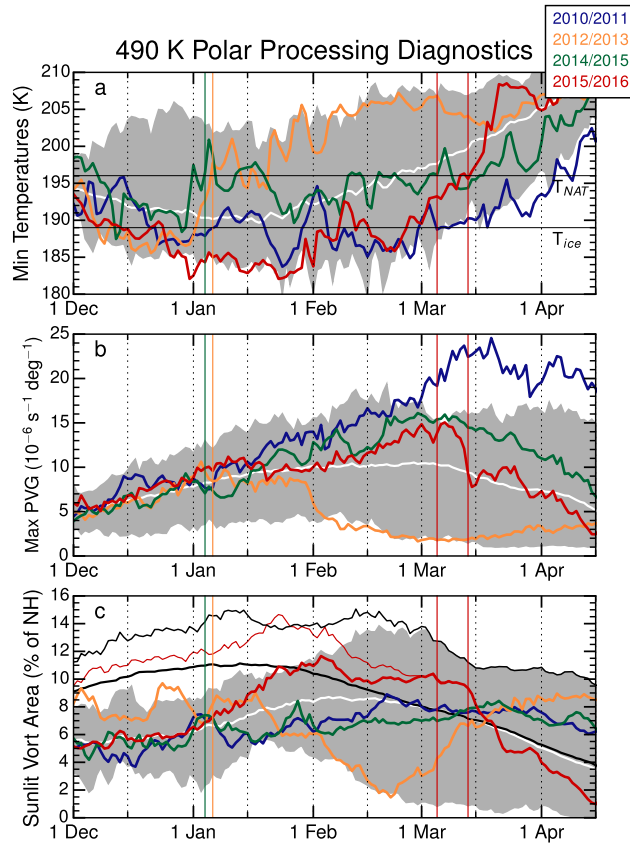 2010/2011
2012/2013
2014/2015
2015/2016
490 K Polar Processing Diagnostics
a
Min Temperatures (K)
210
205
200
195
190
185
180
T_NAT
T_ice
1 Dec 1 Jan 1 Feb 1 Mar 1 Apr
b
Max PVG (10⁻⁶ s⁻¹ deg⁻¹)
25
20
15
10
5
0
1 Dec 1 Jan 1 Feb 1 Mar 1 Apr
c
Sunlit Vort Area (% of NH)
16
14
12
10
8
6
4
2
0
1 Dec 1 Jan 1 Feb 1 Mar 1 Apr